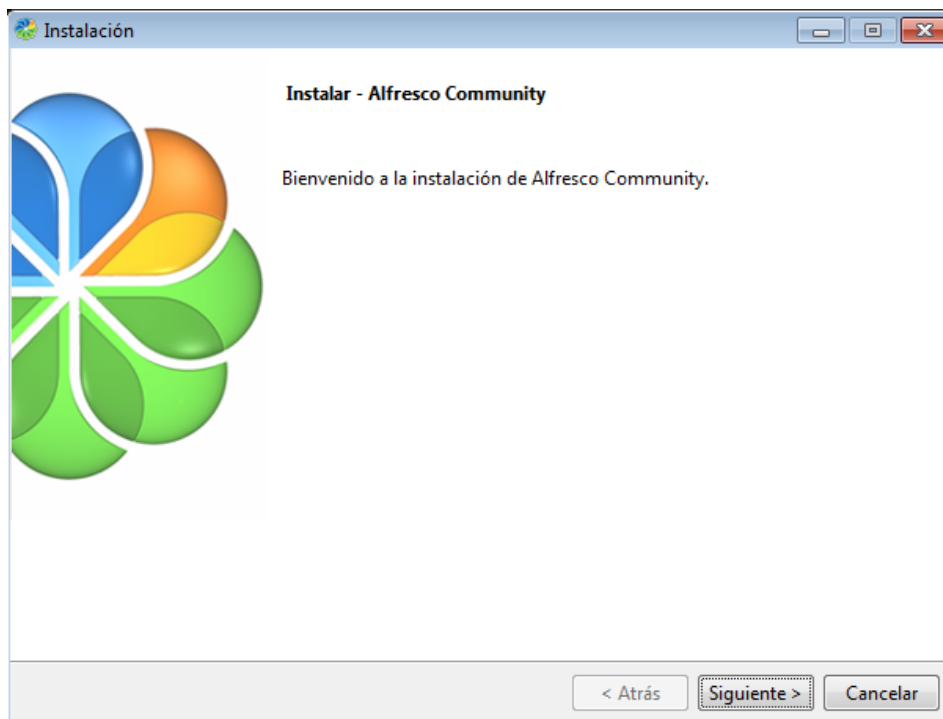 Instalación
Instalar - Alfresco Community
Bienvenido a la instalación de Alfresco Community.
< Atrás
Siguiente >
Cancelar